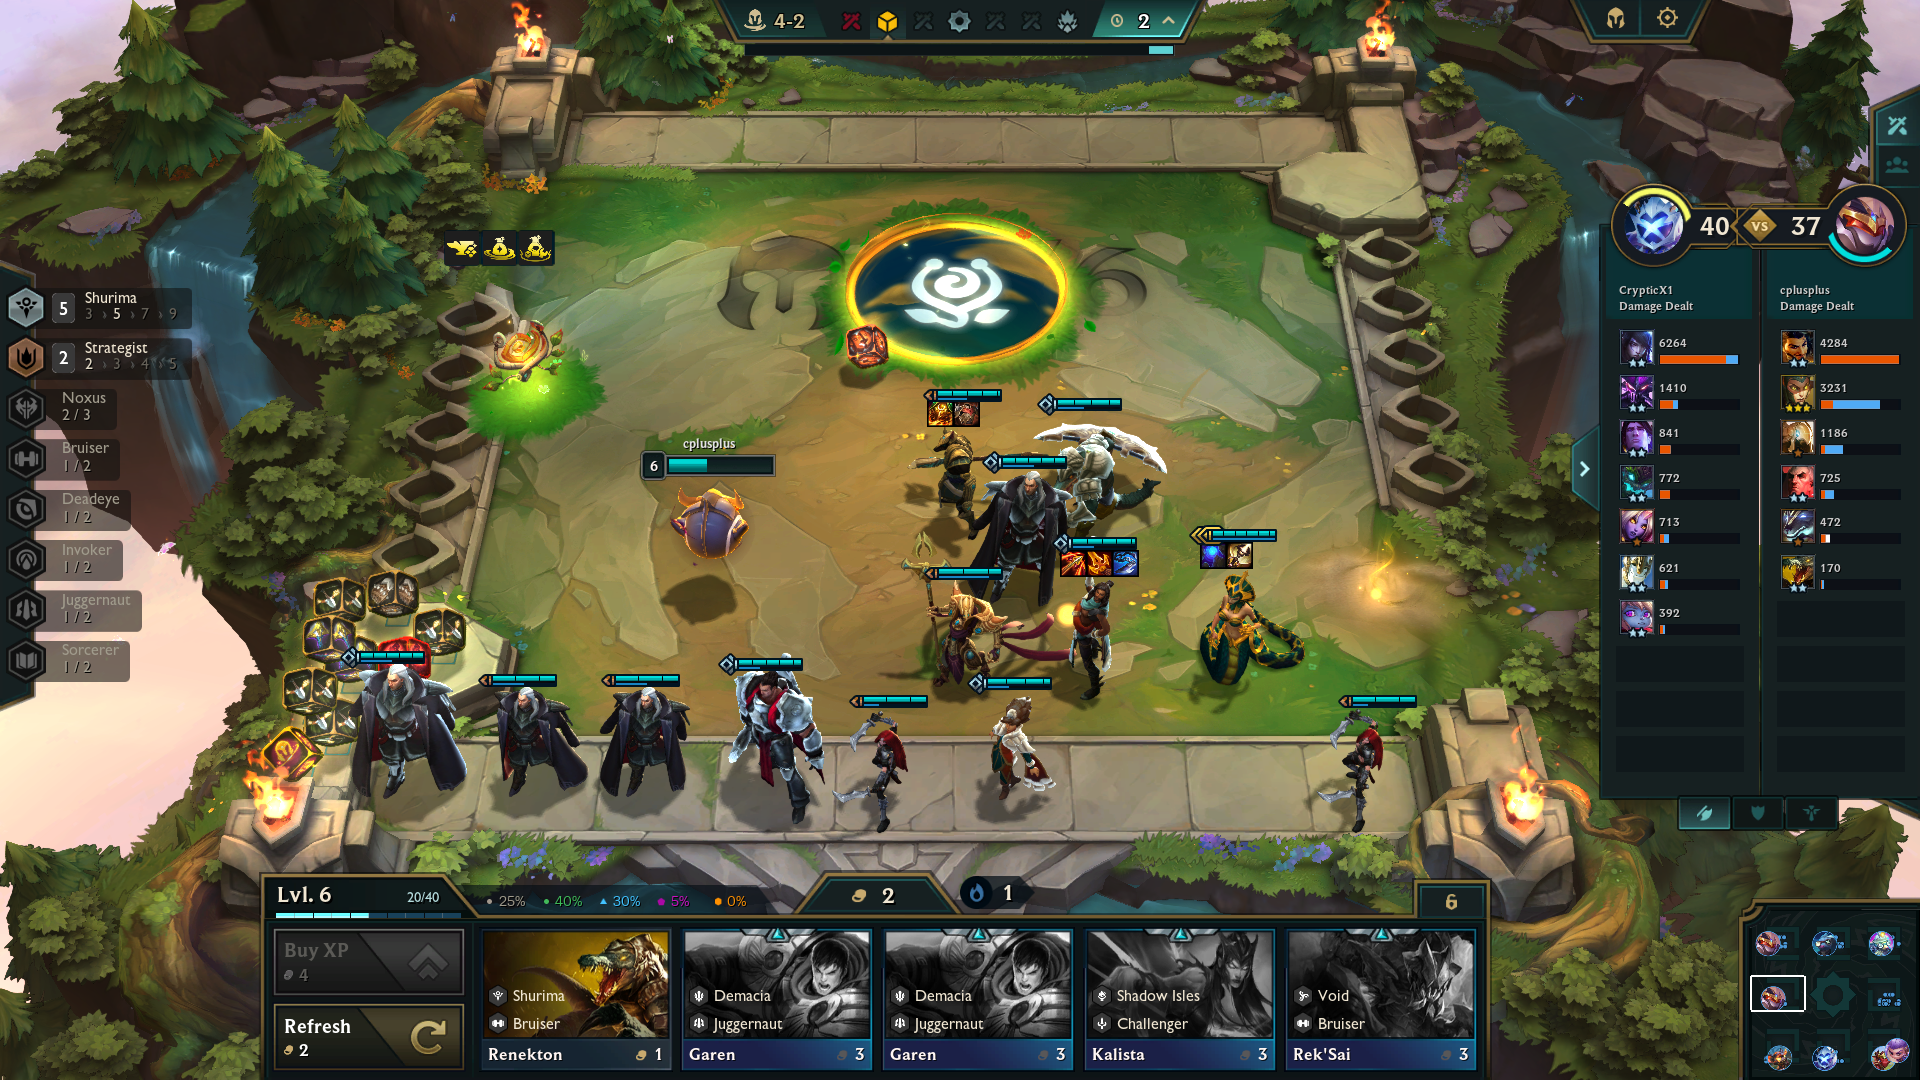 4-2
2
40
VS
37
CrypticX1
Damage Dealt
cplusplus
Damage Dealt
6264
4284
1410
3231
841
1186
772
725
713
472
621
170
392
5
Shurima
3 › 5 › 7 › 9
2
Strategist
2 › 3 › 4 › 5
Noxus
2 / 3
Bruiser
1 / 2
Deadeye
1 / 2
Invoker
1 / 2
Juggernaut
1 / 2
Sorcerer
1 / 2
cplusplus
6
Lvl. 6
20/40
25%
40%
30%
5%
0%
2
1
6
Buy XP
4
Refresh
2
Shurima
Bruiser
Renekton
1
Demacia
Juggernaut
Garen
3
Demacia
Juggernaut
Garen
3
Shadow Isles
Challenger
Kalista
3
Void
Bruiser
Rek'Sai
3